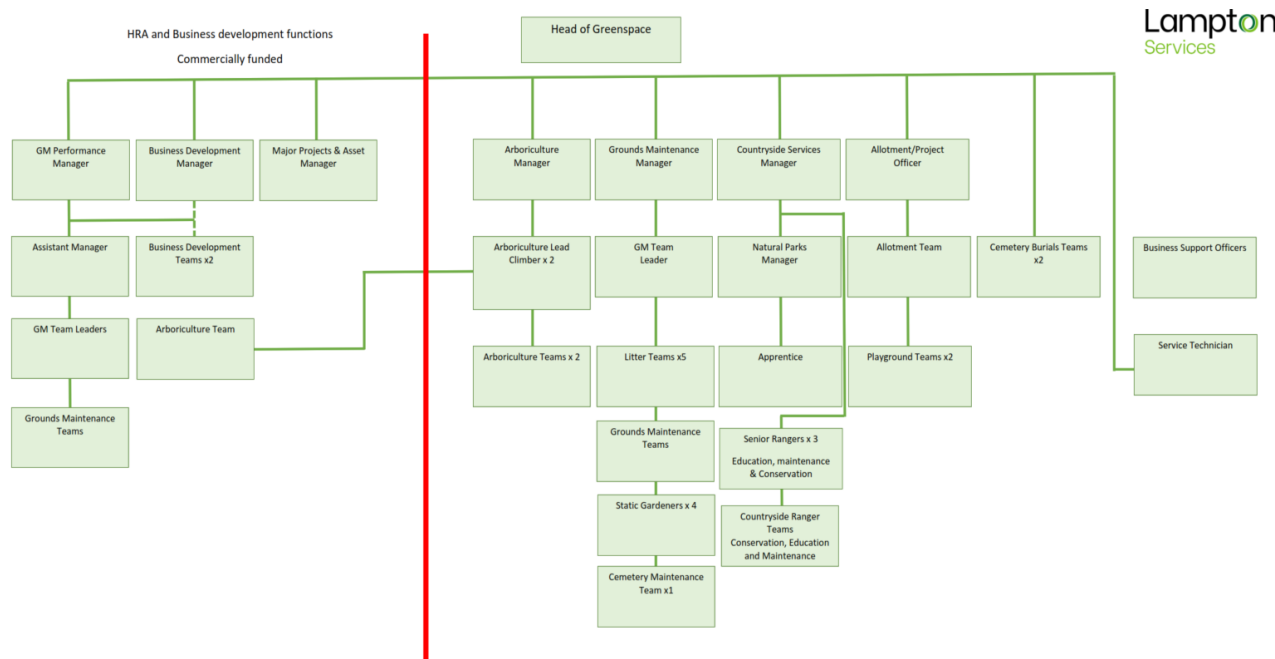 HRA and Business development functions
Commercially funded
Head of Greenspace
Lampton
Services
GM Performance
Manager
Business Development
Manager
Major Projects & Asset
Manager
Arboriculture
Manager
Grounds Maintenance
Manager
Countryside Services
Manager
Allotment/Project
Officer
Assistant Manager
Business Development
Teams x2
Arboriculture Lead
Climber x 2
GM Team
Leader
Natural Parks
Manager
Allotment Team
Cemetery Burials Teams
x2
Business Support Officers
GM Team Leaders
Arboriculture Team
Arboriculture Teams x 2
Litter Teams x5
Apprentice
Playground Teams x2
Service Technician
Grounds Maintenance
Teams
Grounds Maintenance
Teams
Senior Rangers x 3
Education, maintenance
& Conservation
Static Gardeners x 4
Countryside Ranger
Teams
Conservation, Education
and Maintenance
Cemetery Maintenance
Team x1